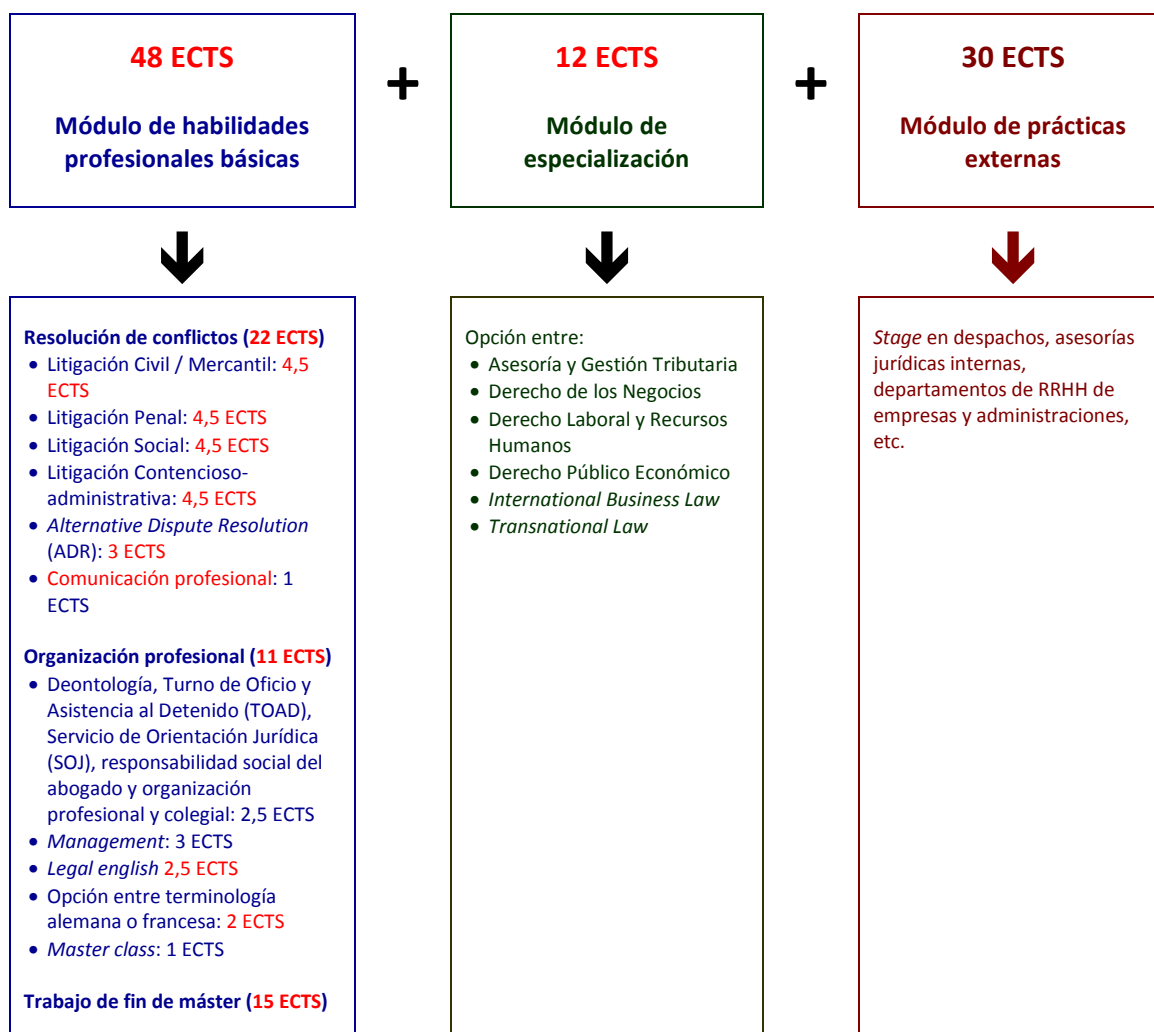 48 ECTS
Módulo de habilidades
profesionales básicas
+
12 ECTS
Módulo de
especialización
+
30 ECTS
Módulo de prácticas
externas
Resolución de conflictos (22 ECTS)
• Litigación Civil / Mercantil: 4,5
ECTS
• Litigación Penal: 4,5 ECTS
• Litigación Social: 4,5 ECTS
• Litigación Contencioso-
administrativa: 4,5 ECTS
• Alternative Dispute Resolution
(ADR): 3 ECTS
• Comunicación profesional: 1
ECTS
Organización profesional (11 ECTS)
• Deontología, Turno de Oficio y
Asistencia al Detenido (TOAD),
Servicio de Orientación Jurídica
(SOJ), responsabilidad social del
abogado y organización
profesional y colegial: 2,5 ECTS
• Management: 3 ECTS
• Legal english 2,5 ECTS
• Opción entre terminología
alemana o francesa: 2 ECTS
• Master class: 1 ECTS
Trabajo de fin de máster (15 ECTS)
Opción entre:
• Asesoría y Gestión Tributaria
• Derecho de los Negocios
• Derecho Laboral y Recursos
Humanos
• Derecho Público Económico
• International Business Law
• Transnational Law
Stage en despachos, asesorías
jurídicas internas,
departamentos de RRHH de
empresas y administraciones,
etc.